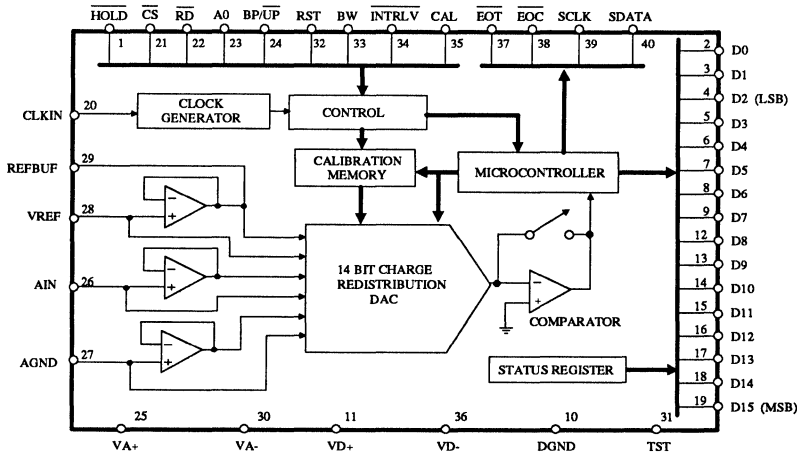 HOLD CS RD A0 BP/UP RST BW INTRLV CAL EOT EOC SCLK SDATA
1 21 22 23 24 32 33 34 35 37 38 39 40
2 D0
3 D1
4 D2 (LSB)
5 D3
6 D4
7 D5
8 D6
9 D7
12 D8
13 D9
14 D10
15 D11
16 D12
17 D13
18 D14
19 D15 (MSB)
CLKIN 20
CLOCK
GENERATOR
CONTROL
REFBUF 29
CALIBRATION
MEMORY
MICROCONTROLLER
VREF 28
−
+
AIN 26
−
+
14 BIT CHARGE
REDISTRIBUTION
DAC
−
+
COMPARATOR
AGND 27
−
+
STATUS REGISTER
25 30 11 36 10 31
VA+ VA- VD+ VD- DGND TST